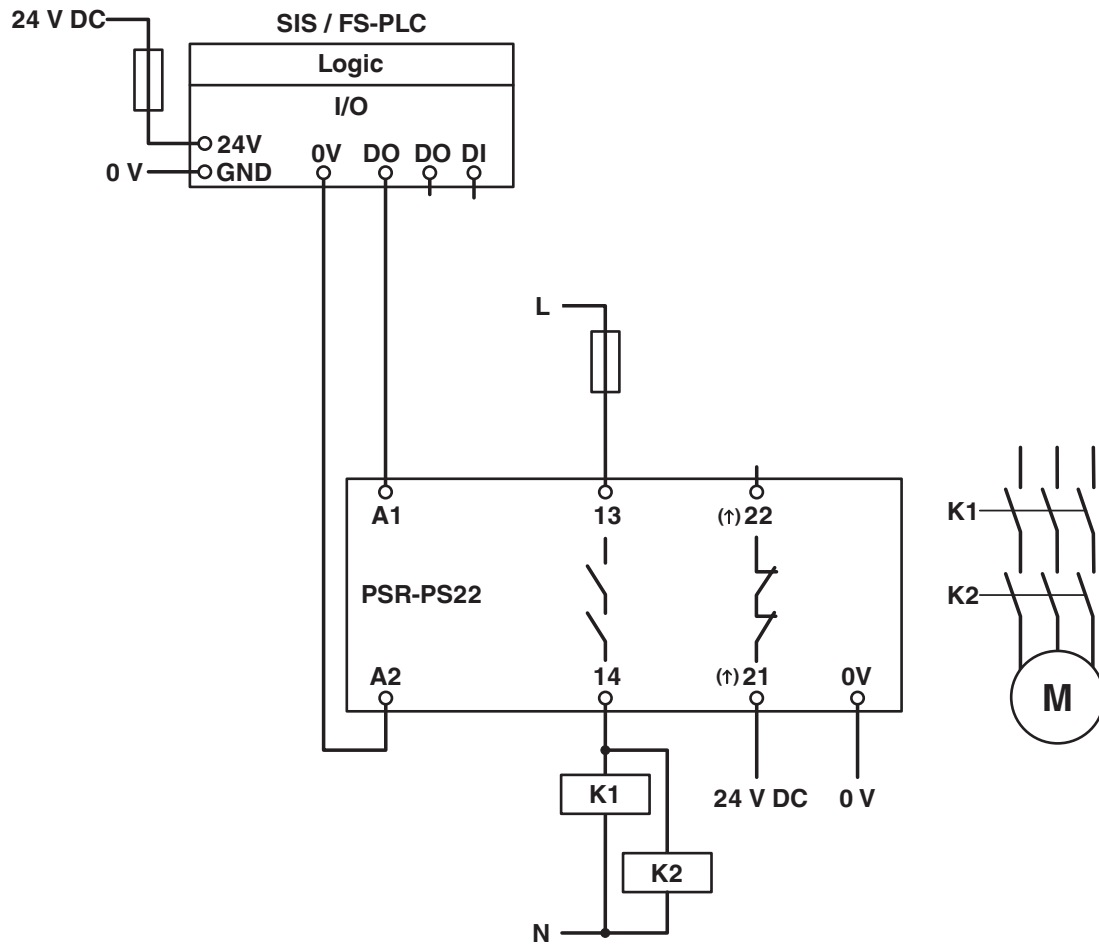 24 V DC
SIS / FS-PLC
Logic
I/O
24V
0V DO DO DI
0 V GND
L
A1 13 (↑) 22
K1
PSR-PS22
K2
A2 14 (↑) 21 0V
M
K1
24 V DC 0 V
K2
N